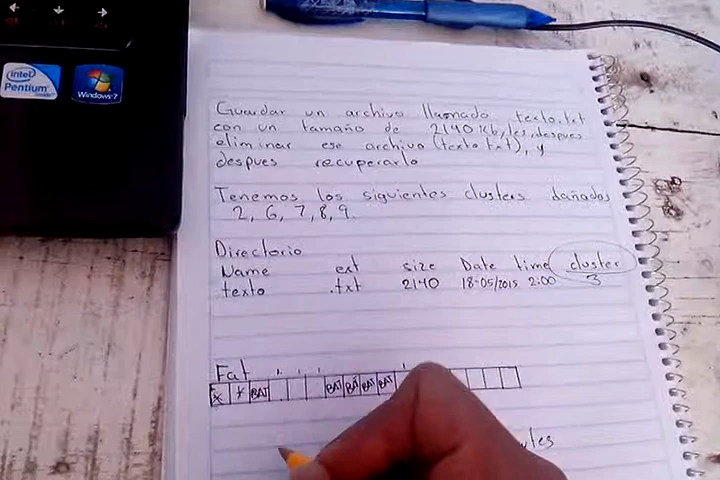 intel
Pentium
Windows 7
Guardar un archivo llamado texto.txt
con un tamaño de 2140 Kbytes, despues
eliminar ese archivo (texto.txt), y
despues recuperarlo
Tenemos los siguientes clusters dañados
2, 6, 7, 8, 9.
Directorio
Name ext size Date time cluster
texto .txt 2140 18-05/2015 2:00 3
Fat
x x BAT BAT BAT BAT BAT